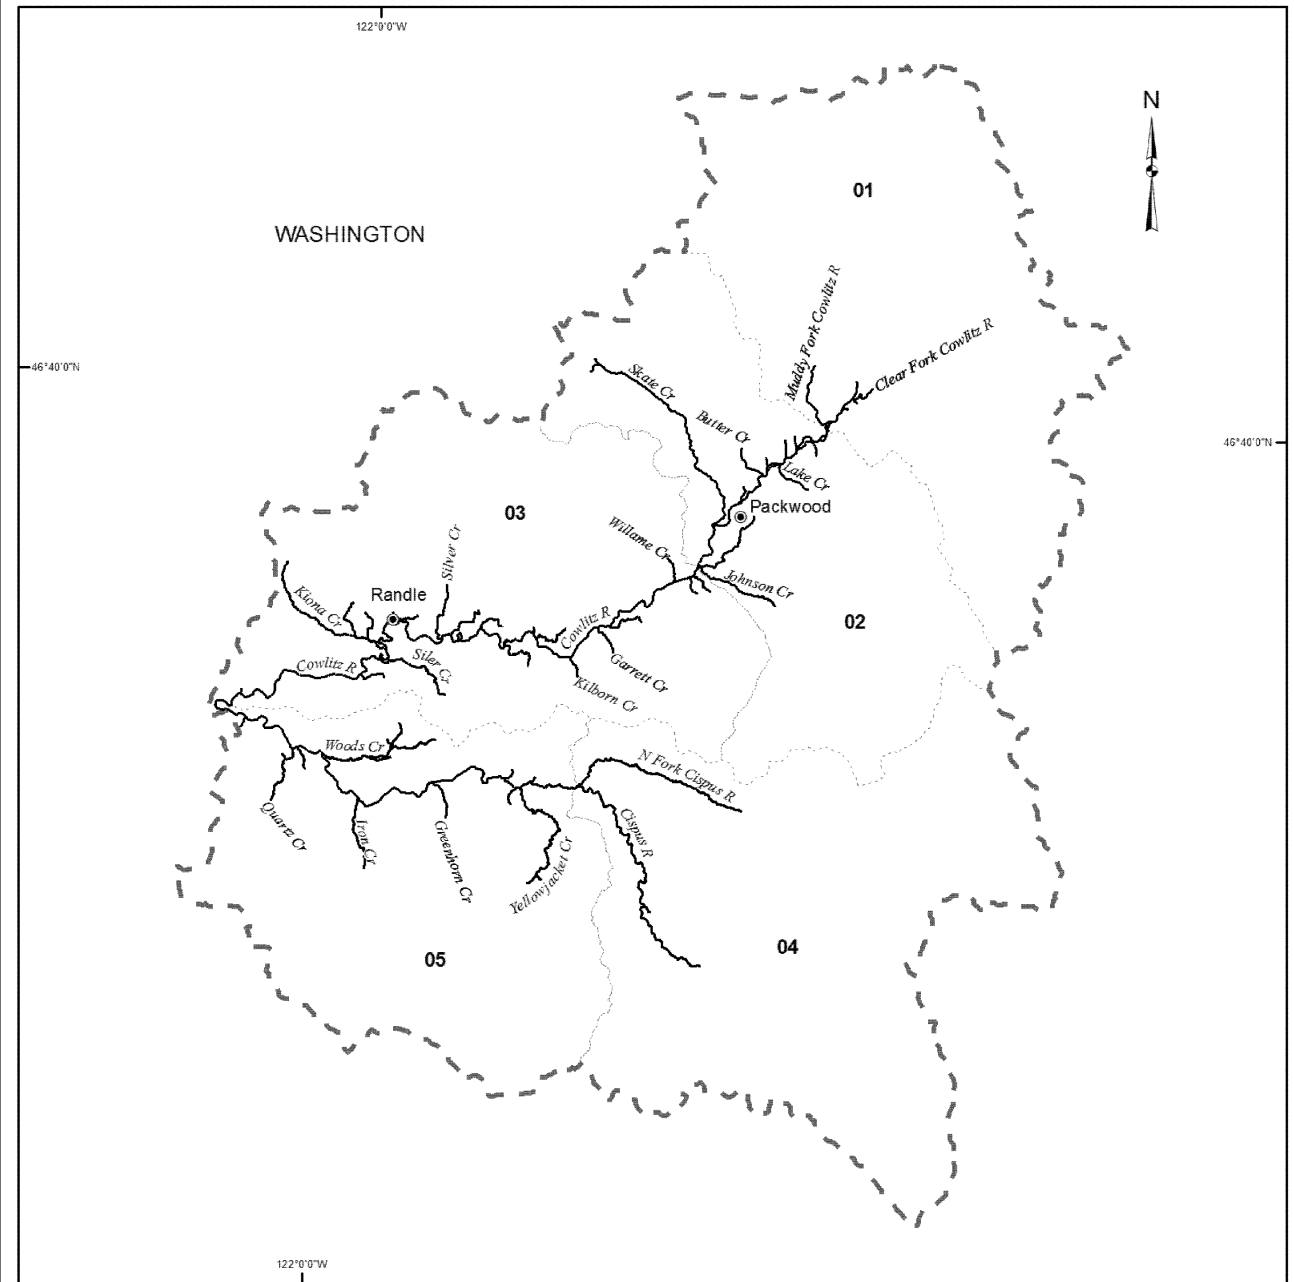 122°0'0"W
N
01
WASHINGTON
Muddy Fork Cowlitz R
Clear Fork Cowlitz R
46°40'0"N
Skate Cr
Butter Cr
46°40'0"N
Lake Cr
Packwood
03
Willame Cr
Silver Cr
Johnson Cr
Kiona Cr
Randle
Cowlitz R
02
Siler Cr
Cowlitz R
Garrett Cr
Kilborn Cr
Woods Cr
N Fork Cispus R
Quartz Cr
Iron Cr
Greenhorn Cr
Yellowjacket Cr
Cispus R
04
05
122°0'0"W